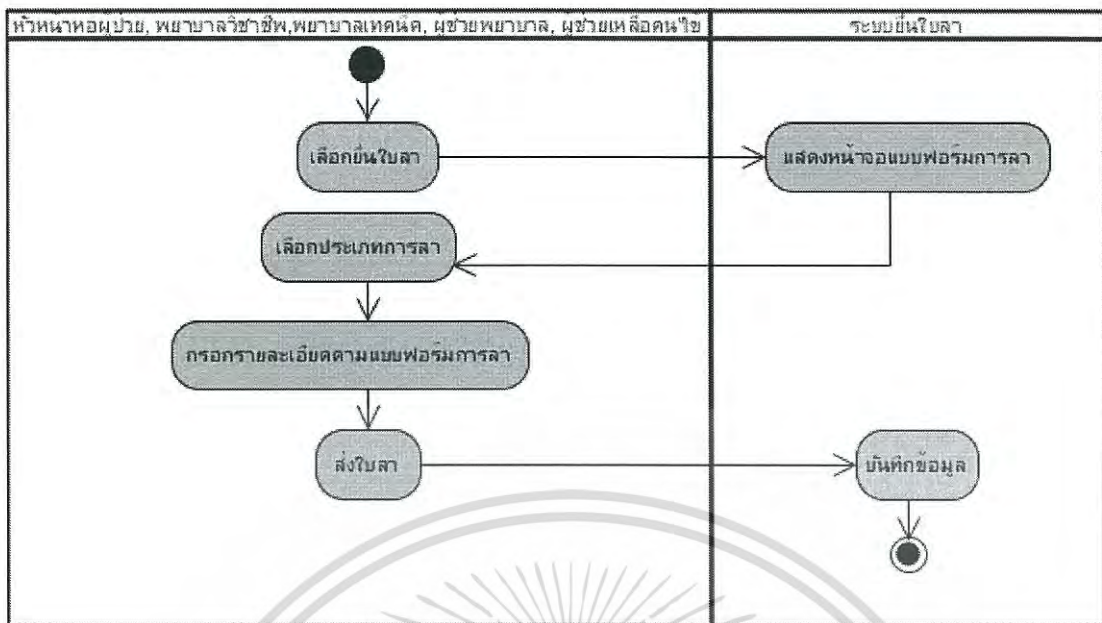 หัวหน้าหอผู้ป่วย, พยาบาลวิชาชีพ,พยาบาลเทคนิค, ผู้ช่วยพยาบาล, ผู้ช่วยเหลือคนไข้
ระบบยื่นใบลา
เลือกยื่นใบลา
แสดงหน้าจอแบบฟอร์มการลา
เลือกประเภทการลา
กรอกรายละเอียดตามแบบฟอร์มการลา
ส่งใบลา
บันทึกข้อมูล